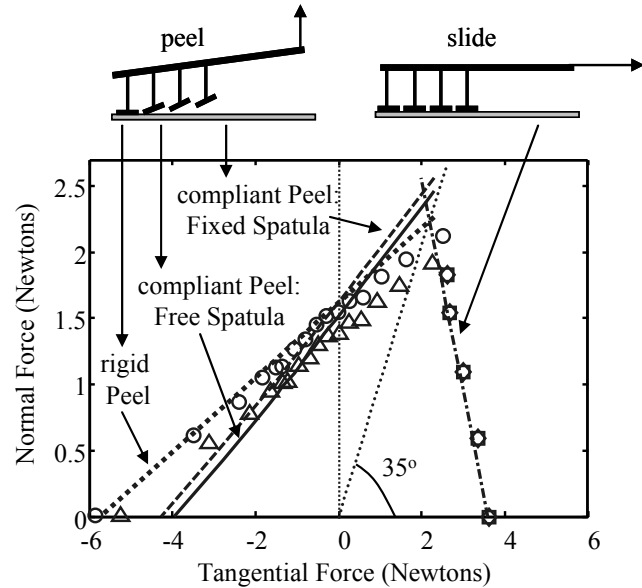 peel
slide
compliant Peel:
Fixed Spatula
compliant Peel:
Free Spatula
rigid
Peel
35o
Normal Force (Newtons)
2.5
2
1.5
1
0.5
0
-6 -4 -2 0 2 4 6
Tangential Force (Newtons)